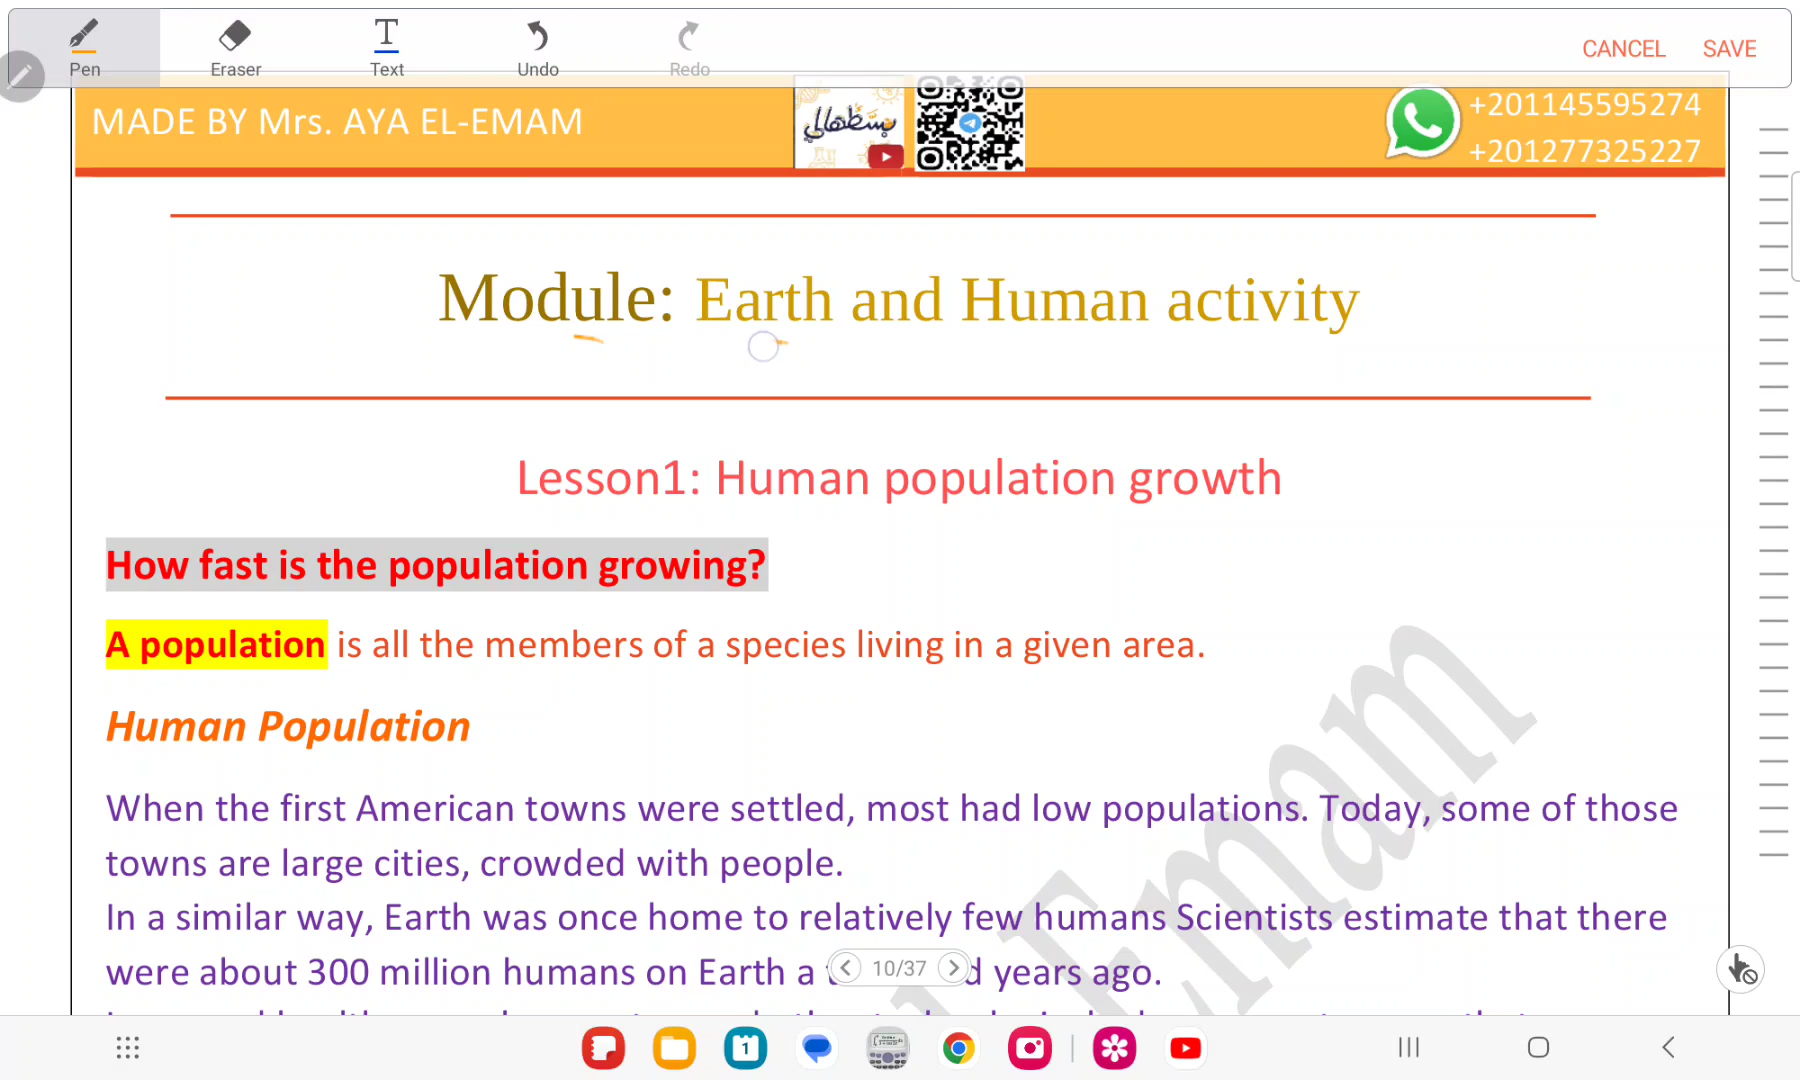 Pen
Eraser
Text
Undo
Redo
CANCEL
SAVE
MADE BY Mrs. AYA EL-EMAM
+201145595274
+201277325227
Module: Earth and Human activity
Lesson1: Human population growth
How fast is the population growing?
A population is all the members of a species living in a given area.
Human Population
When the first American towns were settled, most had low populations. Today, some of those
towns are large cities, crowded with people.
In a similar way, Earth was once home to relatively few humans Scientists estimate that there
were about 300 million humans on Earth a years ago.
10/37
Emam
1